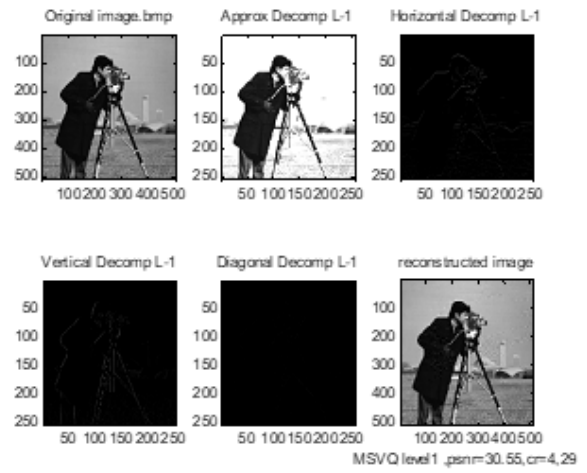 Original image.bmp
Approx Decomp L-1
Horizontal Decomp L-1
100
200
300
400
500
100 200 300 400 500
50
100
150
200
250
50 100 150 200 250
50
100
150
200
250
50 100 150 200 250
Vertical Decomp L-1
Diagonal Decomp L-1
reconstructed image
50
100
150
200
250
50 100 150 200 250
50
100
150
200
250
50 100 150 200 250
100
200
300
400
500
100 200 300 400 500
MSVQ level1 ,psnr=30.55,cr=4,29